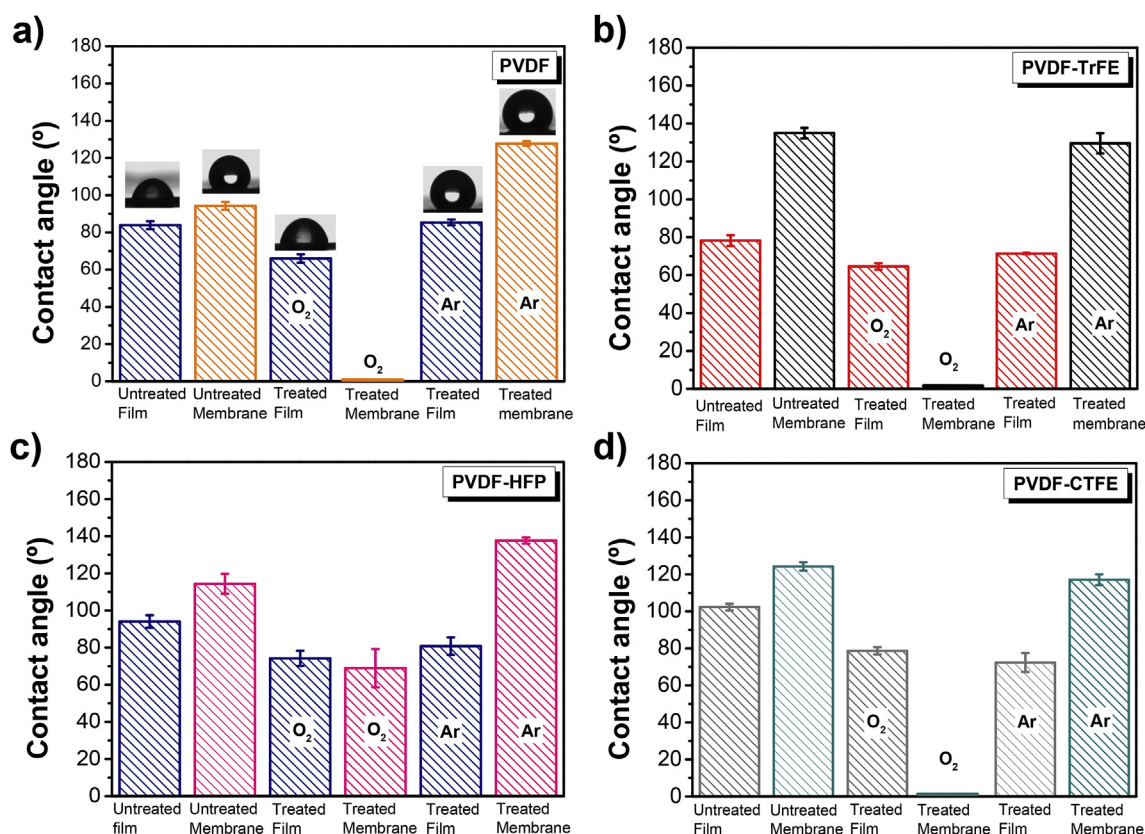 a)
PVDF
Contact angle (º)
180
160
140
120
100
80
60
40
20
0
O2
O2
Ar
Ar
Untreated Film
Untreated Membrane
Treated Film
Treated Membrane
Treated Film
Treated membrane
b)
PVDF-TrFE
Contact angle (º)
180
160
140
120
100
80
60
40
20
0
O2
O2
Ar
Ar
Untreated Film
Untreated Membrane
Treated Film
Treated Membrane
Treated Film
Treated membrane
c)
PVDF-HFP
Contact angle (º)
180
160
140
120
100
80
60
40
20
0
O2
O2
Ar
Ar
Untreated film
Untreated Membrane
Treated Film
Treated Membrane
Treated Film
Treated Membrane
d)
PVDF-CTFE
Contact angle (º)
180
160
140
120
100
80
60
40
20
0
O2
O2
Ar
Ar
Untreated Film
Untreated Membrane
Treated Film
Treated Membrane
Treated Film
Treated Membrane